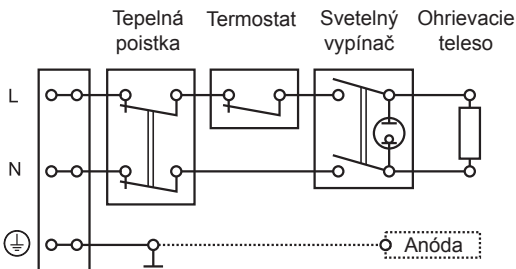 Tepelná poistka
Termostat
Svetelný vypínač
Ohrievacie teleso
L
N
Anóda